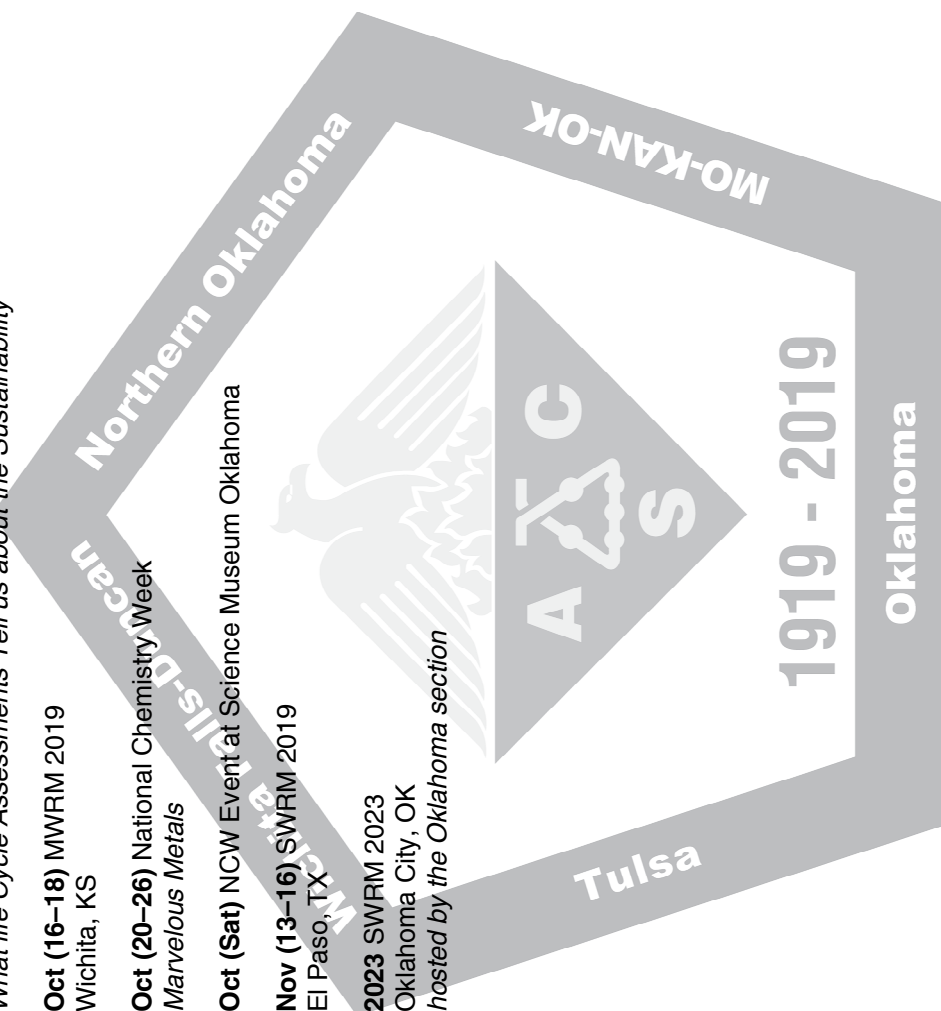 What life Cycle Assessments Tell us about the Sustainability
Oct (16–18) MWRM 2019
Wichita, KS
Oct (20–26) National Chemistry Week
Marvelous Metals
Oct (Sat) NCW Event at Science Museum Oklahoma
Nov (13–16) SWRM 2019
El Paso, TX
2023 SWRM 2023
Oklahoma City, OK
hosted by the Oklahoma section
Wichita Falls-Duncan
Northern Oklahoma
MO-KAN-OK
A C
S
1919 - 2019
Tulsa
Oklahoma